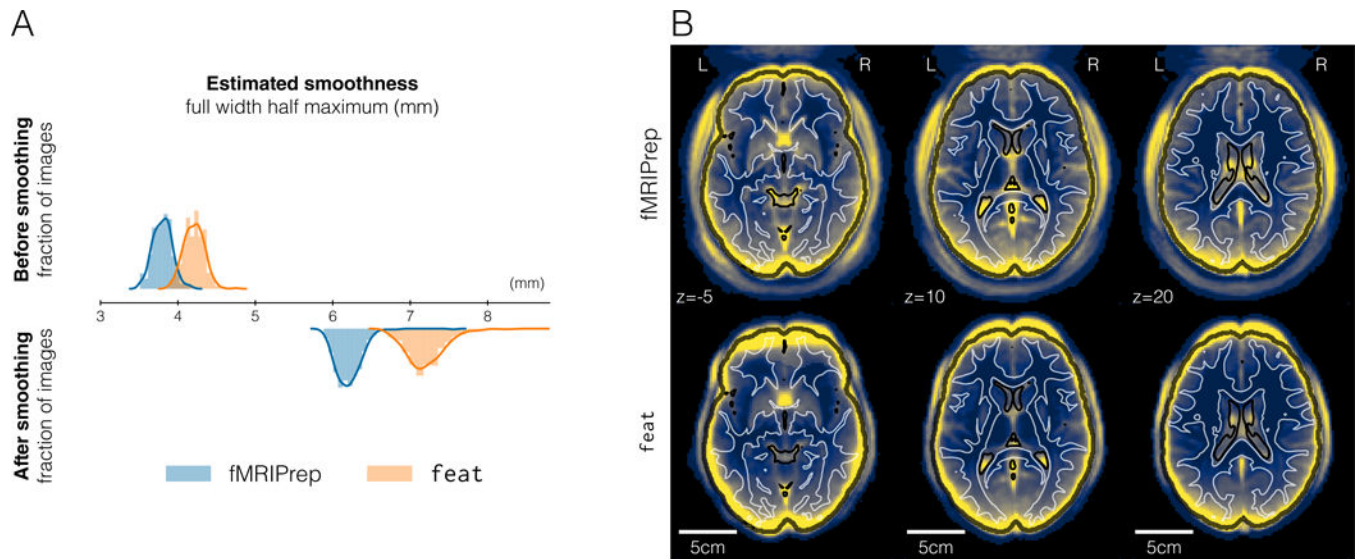 A
Estimated smoothness
full width half maximum (mm)
Before smoothing
fraction of images
(mm)
3 4 5 6 7 8
After smoothing
fraction of images
fMRIPrep feat
B
fMRIPrep
L R L R L R
z=-5 z=10 z=20
feat
5cm 5cm 5cm